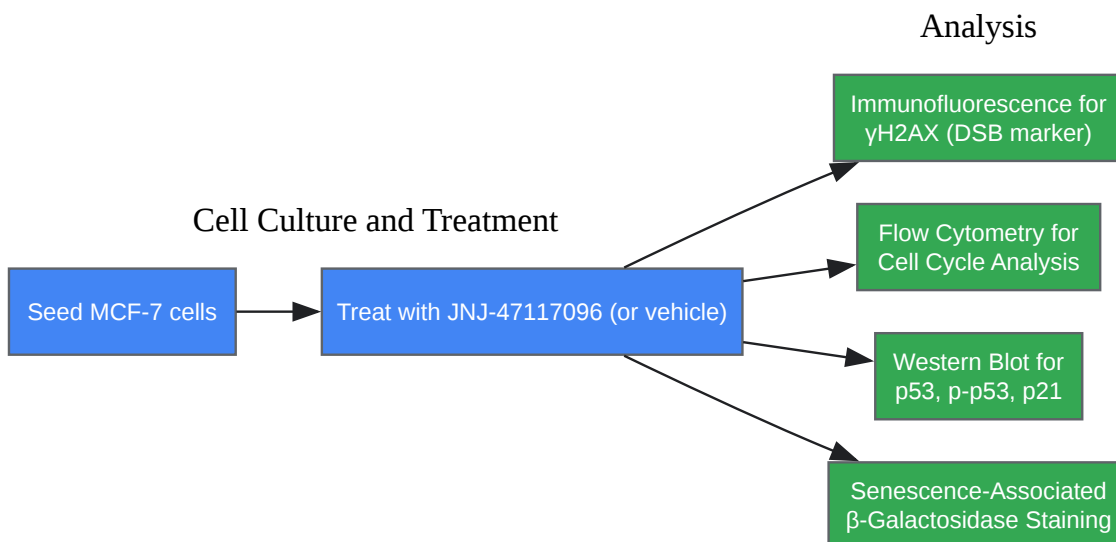 Analysis
Immunofluorescence for
γH2AX (DSB marker)
Cell Culture and Treatment
Flow Cytometry for
Cell Cycle Analysis
Seed MCF-7 cells
Treat with JNJ-47117096 (or vehicle)
Western Blot for
p53, p-p53, p21
Senescence-Associated
β-Galactosidase Staining